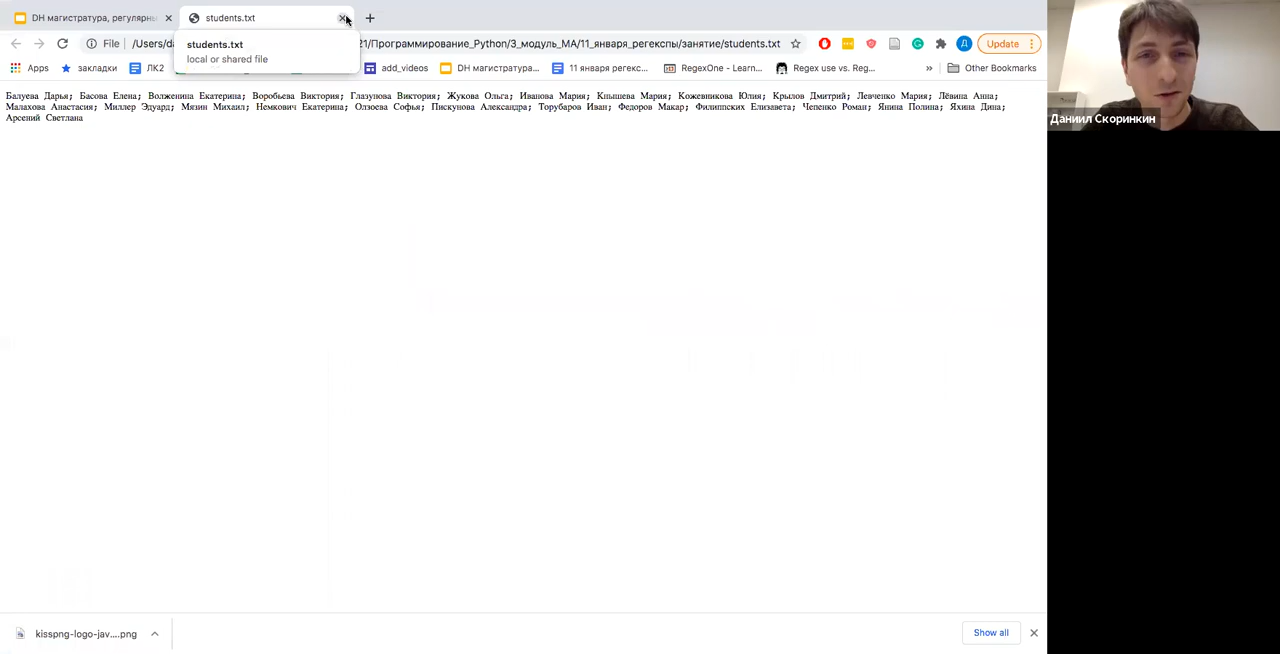 DH магистратура, регулярны
students.txt
File
/Users/da
21/Программирование_Python/3_модуль_МА/11_января_регекспы/занятие/students.txt
Update
students.txt
local or shared file
Apps
закладки
ЛК2
add_videos
DH магистратура...
11 января регекс...
RegexOne - Learn...
Regex use vs. Reg...
»
Other Bookmarks
Балуева Дарья; Басова Елена; Волженина Екатерина; Воробьева Виктория; Глазунова Виктория; Жукова Ольга; Иванова Мария; Кнышева Мария; Кожевникова Юлия; Крылов Дмитрий; Левченко Мария; Лёвина Анна;
Малахова Анастасия; Миллер Эдуард; Мязин Михаил; Немкович Екатерина; Олзоева Софья; Пискунова Александра; Торубаров Иван; Федоров Макар; Филиппских Елизавета; Чепенко Роман; Янина Полина; Яхина Дина;
Арсений Светлана
Даниил Скоринкин
kisspng-logo-jav....png
Show all